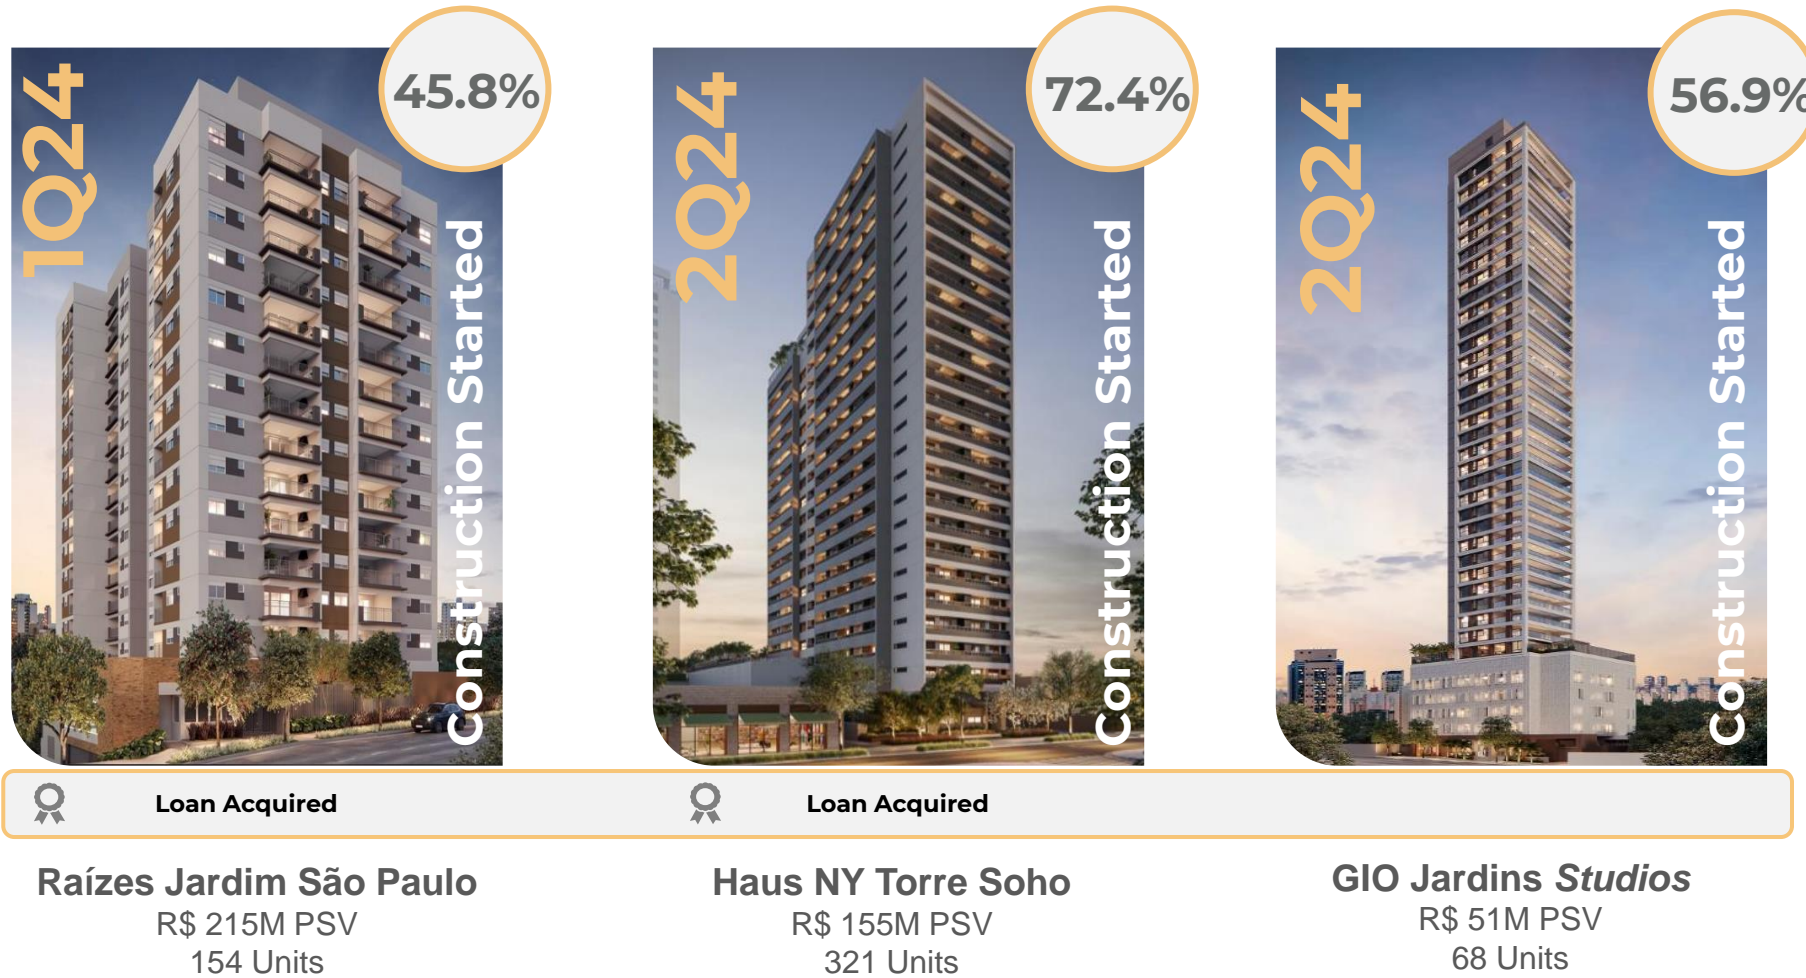 1Q24
45.8%
Construction Started
2Q24
72.4%
Construction Started
2Q24
56.9%
Construction Started
Loan Acquired
Loan Acquired
Raízes Jardim São Paulo
R$ 215M PSV
154 Units
Haus NY Torre Soho
R$ 155M PSV
321 Units
GIO Jardins Studios
R$ 51M PSV
68 Units